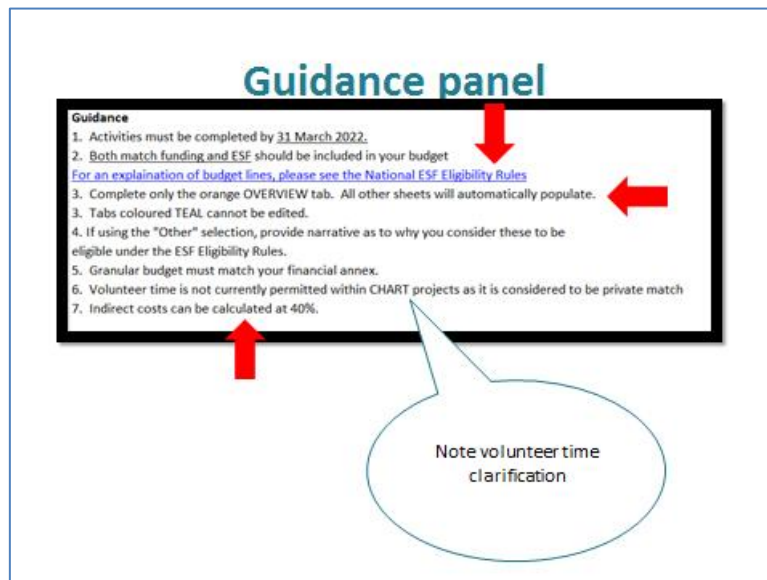 Guidance panel
Guidance
1. Activities must be completed by 31 March 2022.
2. Both match funding and ESF should be included in your budget
For an explaination of budget lines, please see the National ESF Eligibility Rules
3. Complete only the orange OVERVIEW tab. All other sheets will automatically populate.
3. Tabs coloured TEAL cannot be edited.
4. If using the "Other" selection, provide narrative as to why you consider these to be
eligible under the ESF Eligibility Rules.
5. Granular budget must match your financial annex.
6. Volunteer time is not currently permitted within CHART projects as it is considered to be private match
7. Indirect costs can be calculated at 40%.
Note volunteer time
clarification